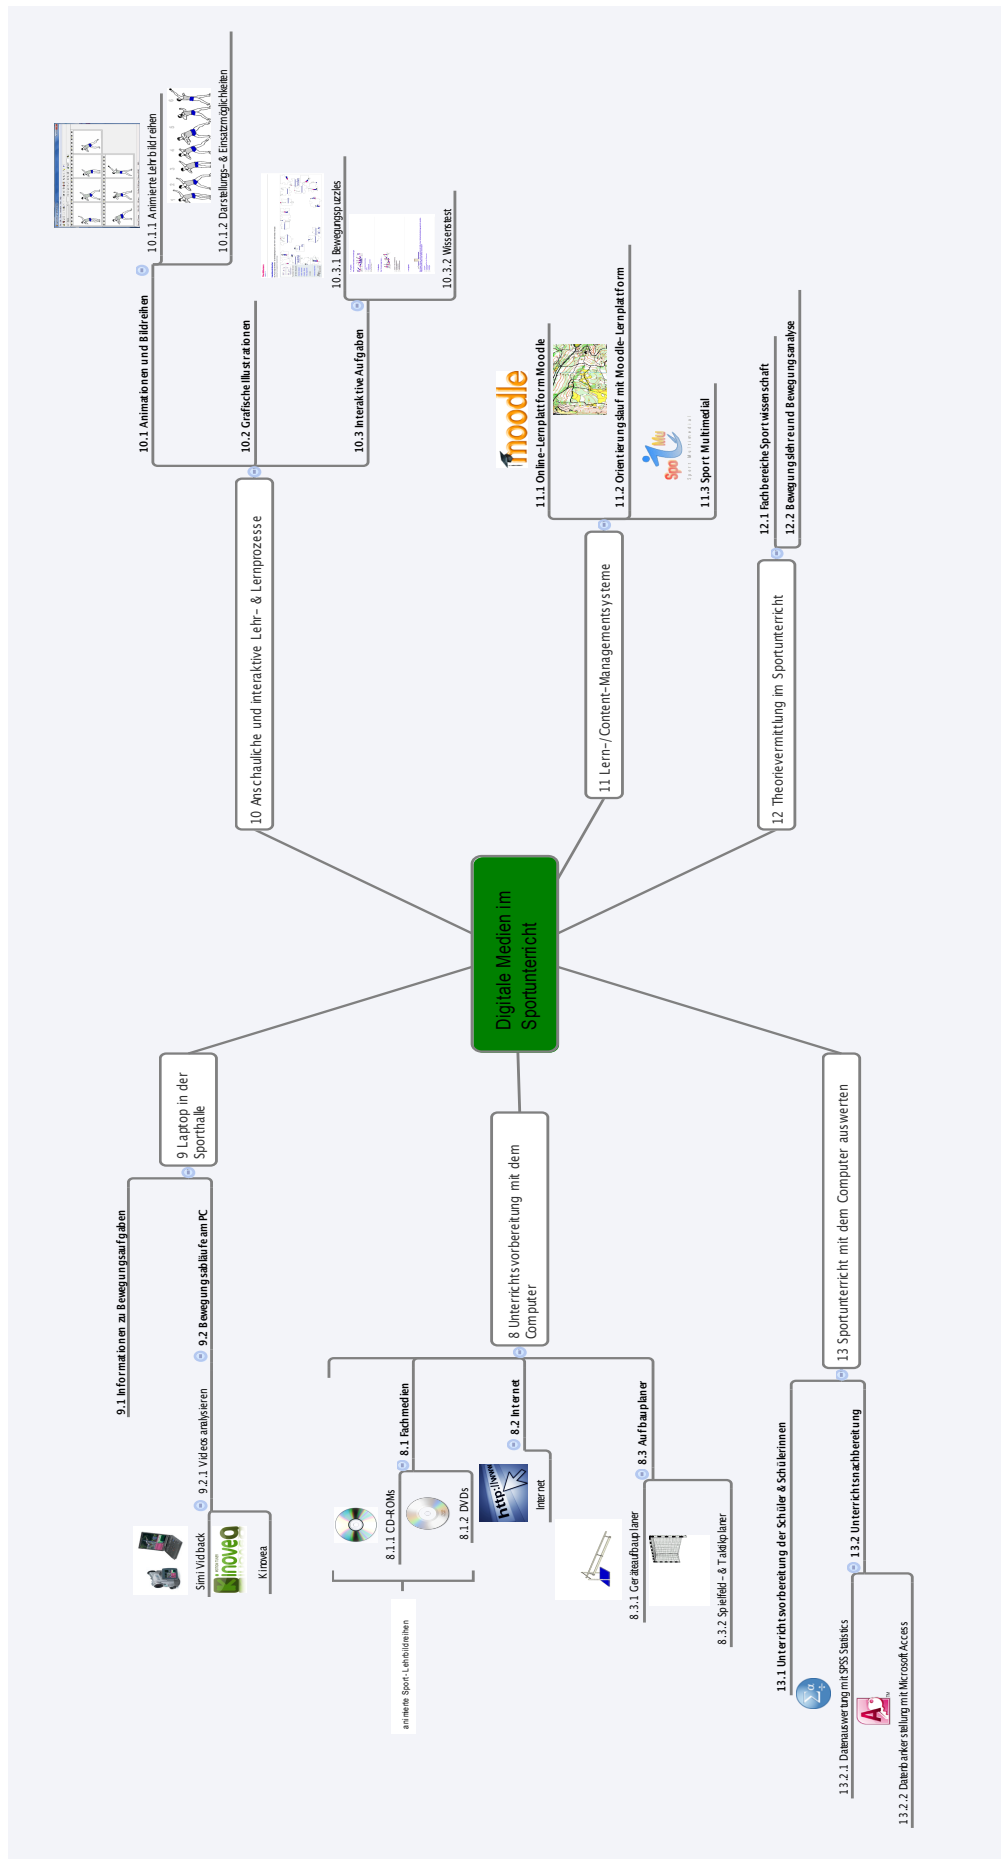 Digitale Medien im
Sportunterricht
8 Unterrichtsvorbereitung mit dem
Computer
8.1 Fachmedien
8.1.1 CD-ROMs
8.1.2 DVDs
animierte Sport-Lehrbildreihen
8.2 Internet
http://www
Internet
8.3 Aufbauplaner
8.3.1 Geräteaufbauplaner
8.3.2 Spielfeld- & Taktikplaner
9 Laptop in der
Sporthalle
9.1 Informationen zu Bewegungsaufgaben
9.2 Bewegungsabläufe am PC
9.2.1 Videos analysieren
Simi Vidback
Kinovea
Kinovea
10 Anschauliche und interaktive Lehr- & Lernprozesse
10.1 Animationen und Bildreihen
10.1.1 Animierte Lehrbildreihen
10.1.2 Darstellungs- & Einsatzmöglichkeiten
10.2 Grafische Illustrationen
10.3 Interaktive Aufgaben
10.3.1 Bewegungspuzzles
10.3.2 Wissenstest
11 Lern-/Content-Managementsysteme
moodle
11.1 Online-Lernplattform Moodle
11.2 Orientierungslauf mit Moodle-Lernplattform
Spo Mu
Sport Multimedial
11.3 Sport Multimedial
12 Theorievermittlung im Sportunterricht
12.1 Fachbereiche Sportwissenschaft
12.2 Bewegungslehre und Bewegungsanalyse
13 Sportunterricht mit dem Computer auswerten
13.1 Unterrichtsvorbereitung der Schüler & Schülerinnen
13.2 Unterrichtsnachbereitung
Σα
13.2.1 Datenauswertung mit SPSS Statistics
A
13.2.2 Datenbankerstellung mit Microsoft Access